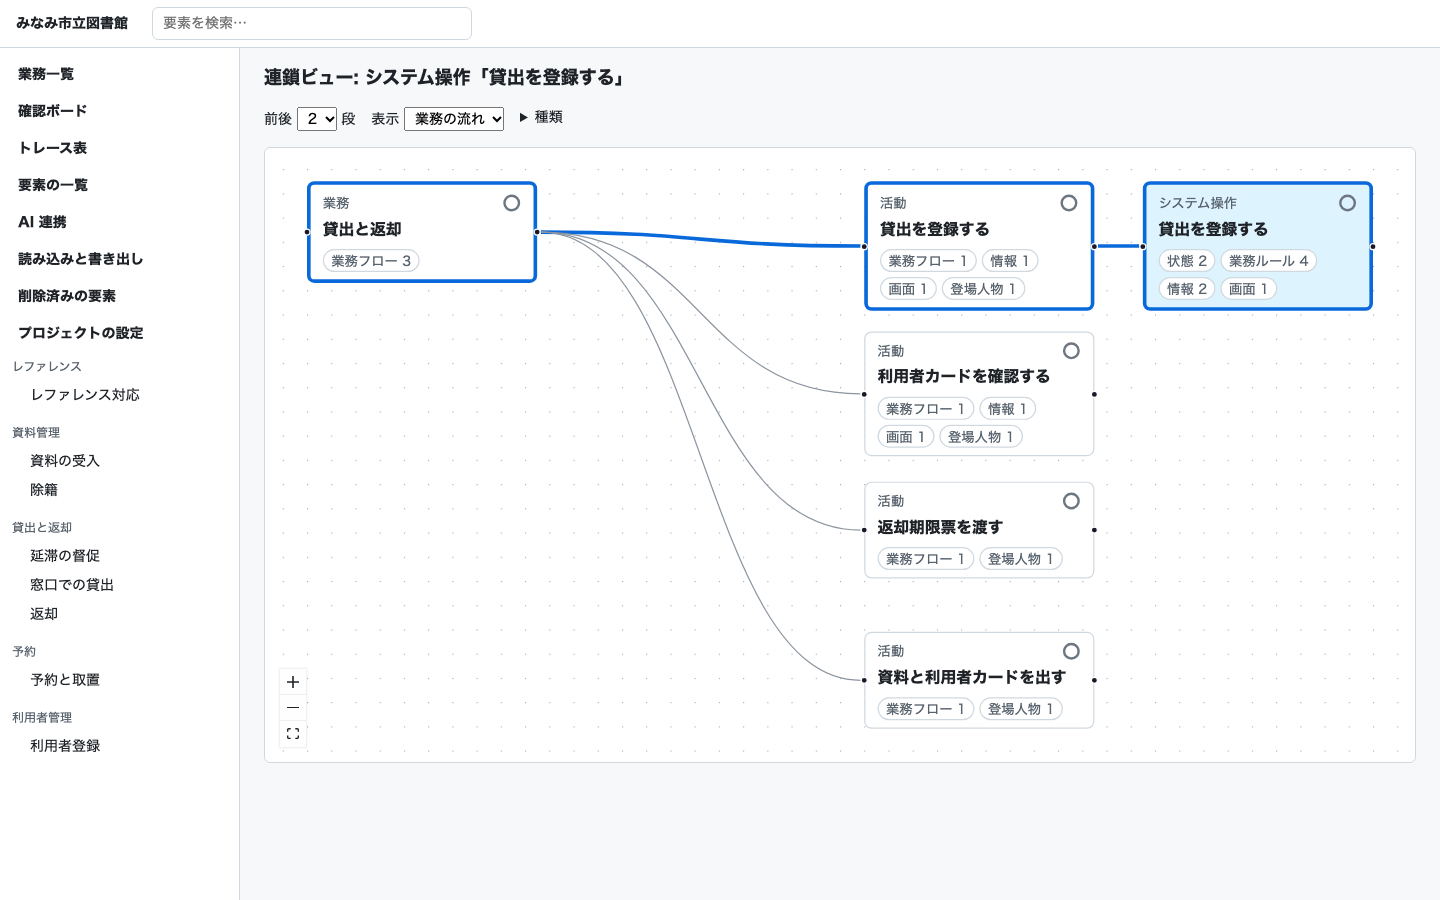 みなみ市立図書館
要素を検索…
業務一覧
確認ボード
トレース表
要素の一覧
AI 連携
読み込みと書き出し
削除済みの要素
プロジェクトの設定
レファレンス
レファレンス対応
資料管理
資料の受入
除籍
貸出と返却
延滞の督促
窓口での貸出
返却
予約
予約と取置
利用者管理
利用者登録
連鎖ビュー: システム操作「貸出を登録する」
前後 2 段 表示 業務の流れ ▶ 種類
業務
貸出と返却
業務フロー 3
活動
貸出を登録する
業務フロー 1 情報 1
画面 1 登場人物 1
システム操作
貸出を登録する
状態 2 業務ルール 4
情報 2 画面 1
活動
利用者カードを確認する
業務フロー 1 情報 1
画面 1 登場人物 1
活動
返却期限票を渡す
業務フロー 1 登場人物 1
活動
資料と利用者カードを出す
業務フロー 1 登場人物 1